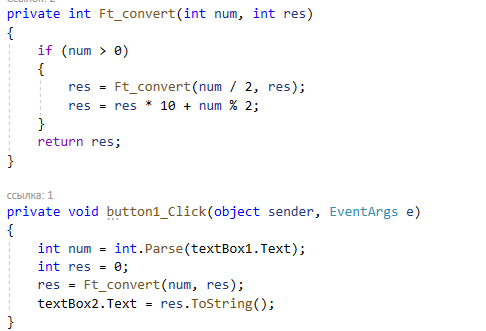 private int Ft_convert(int num, int res)
{
if (num > 0)
{
res = Ft_convert(num / 2, res);
res = res * 10 + num % 2;
}
return res;
}
ссылка: 1
private void button1_Click(object sender, EventArgs e)
{
int num = int.Parse(textBox1.Text);
int res = 0;
res = Ft_convert(num, res);
textBox2.Text = res.ToString();
}